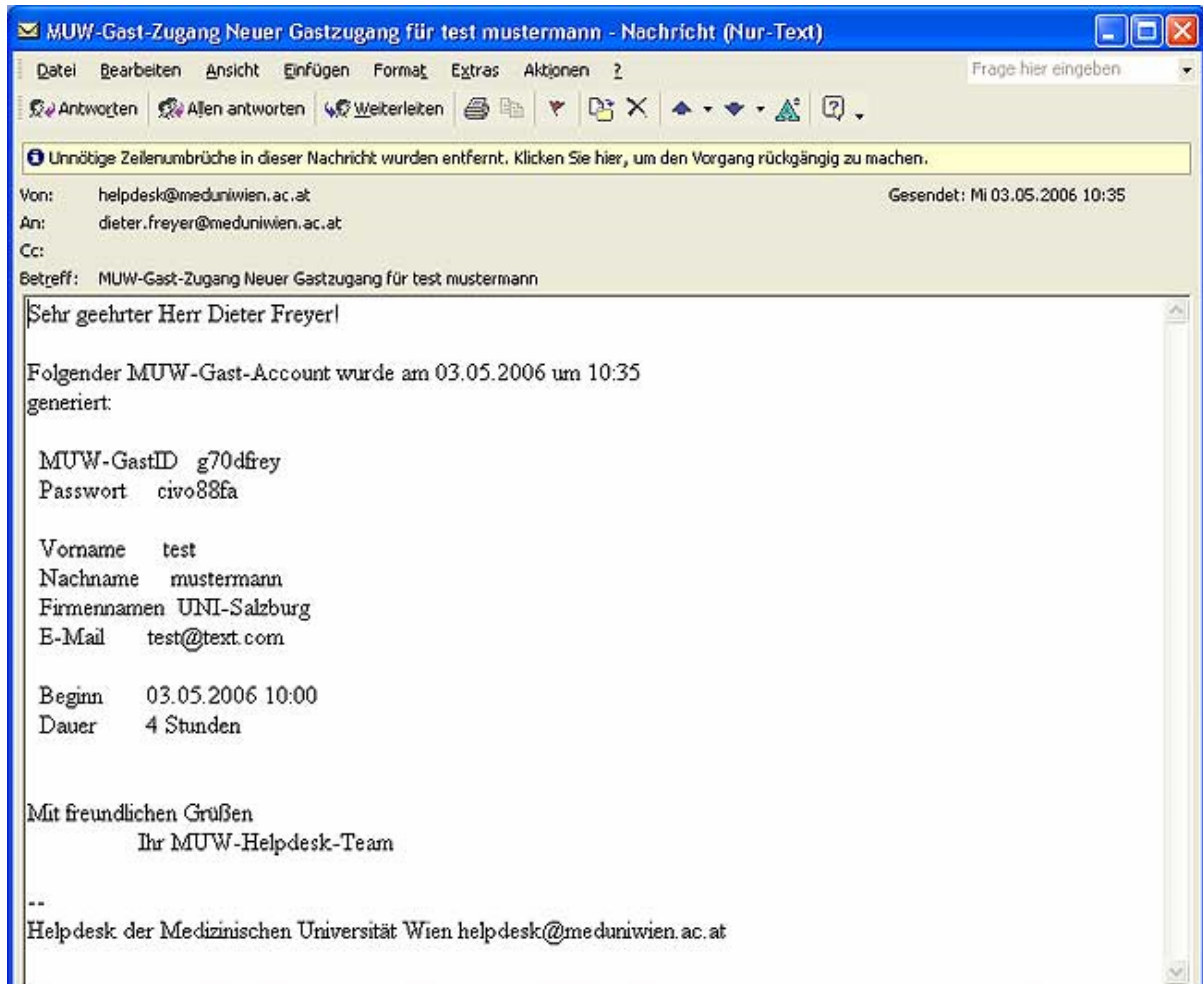 MUW-Gast-Zugang Neuer Gastzugang für test mustermann - Nachricht (Nur-Text)
Datei Bearbeiten Ansicht Einfügen Format Extras Aktionen ? Frage hier eingeben
Antworten Allen antworten Weiterleiten
Unnötige Zeilenumbrüche in dieser Nachricht wurden entfernt. Klicken Sie hier, um den Vorgang rückgängig zu machen.
Von: helpdesk@meduniwien.ac.at Gesendet: Mi 03.05.2006 10:35
An: dieter.freyer@meduniwien.ac.at
Cc:
Betreff: MUW-Gast-Zugang Neuer Gastzugang für test mustermann
Sehr geehrter Herr Dieter Freyer!
Folgender MUW-Gast-Account wurde am 03.05.2006 um 10:35
generiert:
MUW-GastID g70dfrey
Passwort civo88fa
Vorname test
Nachname mustermann
Firmennamen UNI-Salzburg
E-Mail test@text.com
Beginn 03.05.2006 10:00
Dauer 4 Stunden
Mit freundlichen Grüßen
Ihr MUW-Helpdesk-Team
--
Helpdesk der Medizinischen Universität Wien helpdesk@meduniwien.ac.at